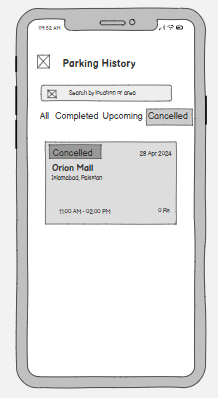 09:52 AM
Parking History
Search by location or area
All Completed Upcoming Cancelled
Cancelled 28 Apr 2024
Orion Mall
Islamabad, Pakistan
11:00 AM - 02:00 PM 0 Rs